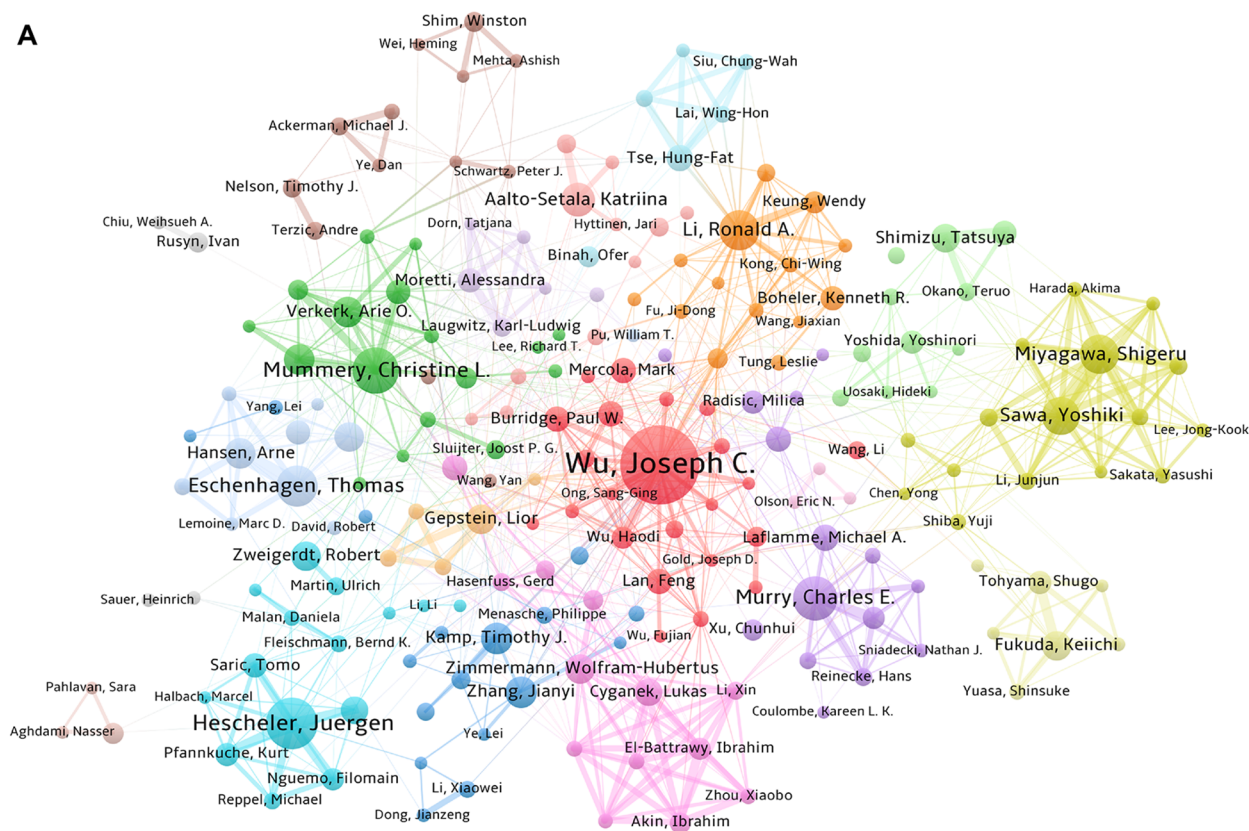 A
Shim, Winston
Wei, Heming
Mehta, Ashish
Siu, Chung-Wah
Lai, Wing-Hon
Ackerman, Michael J.
Ye, Dan
Tse, Hung-Fat
Schwartz, Peter J.
Nelson, Timothy J.
Aalto-Setala, Katriina
Keung, Wendy
Chiu, Weihsueh A.
Dorn, Tatjana
Hyttinen, Jari
Terzic, Andre
Li, Ronald A.
Rusyn, Ivan
Shimizu, Tatsuya
Binah, Ofer
Kong, Chi-Wing
Moretti, Alessandra
Okano, Teruo
Harada, Akima
Boheler, Kenneth R.
Verkerk, Arie O.
Fu, Ji-Dong
Wang, Jiaxian
Laugwitz, Karl-Ludwig
Pu, William T.
Lee, Richard T.
Yoshida, Yoshinori
Miyagawa, Shigeru
Tung, Leslie
Mummery, Christine L.
Mercola, Mark
Uosaki, Hideki
Radisic, Milica
Yang, Lei
Burridge, Paul W.
Sawa, Yoshiki
Lee, Jong-Kook
Sluijter, Joost P. G.
Wang, Li
Hansen, Arne
Wu, Joseph C.
Sakata, Yasushi
Wang, Yan
Li, Junjun
Eschenhagen, Thomas
Ong, Sang-Ging
Chen, Yong
Olson, Eric N.
Gepstein, Lior
Shiba, Yuji
Lemoine, Marc D.
David, Robert
Wu, Haodi
Laflamme, Michael A.
Zweigerdt, Robert
Gold, Joseph D.
Hasenfuss, Gerd
Lan, Feng
Tohyama, Shugo
Martin, Ulrich
Murry, Charles E.
Sauer, Heinrich
Li, Li
Malan, Daniela
Menasche, Philippe
Xu, Chunhui
Fleischmann, Bernd K.
Kamp, Timothy J.
Wu, Fujian
Fukuda, Keiichi
Sniadecki, Nathan J.
Saric, Tomo
Zimmermann, Wolfram-Hubertus
Reinecke, Hans
Pahlavan, Sara
Halbach, Marcel
Zhang, Jianyi
Cyganek, Lukas
Li, Xin
Yuasa, Shinsuke
Coulombe, Kareen L. K.
Hescheler, Juergen
Aghdami, Nasser
Ye, Lei
Pfannkuche, Kurt
El-Battrawy, Ibrahim
Nguemo, Filomain
Li, Xiaowei
Reppel, Michael
Zhou, Xiaobo
Dong, Jianzeng
Akin, Ibrahim